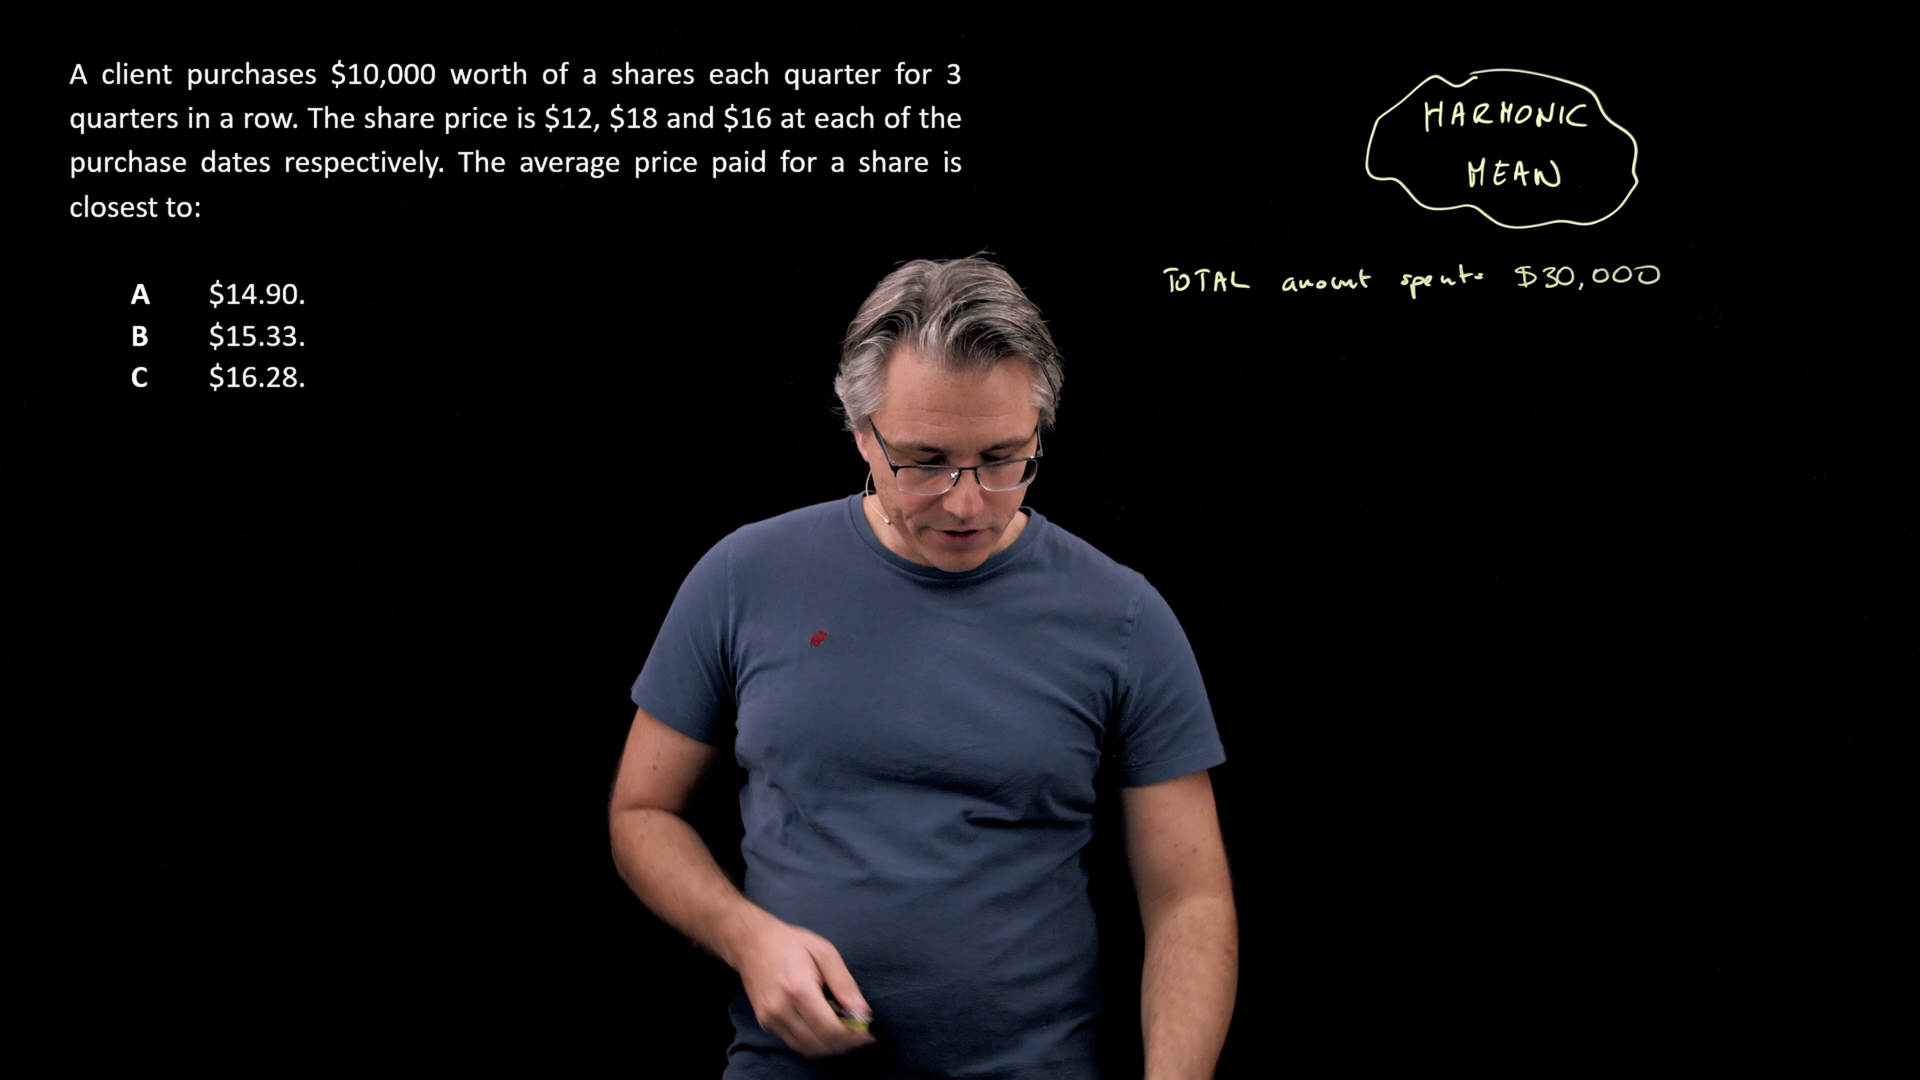 A client purchases $10,000 worth of a shares each quarter for 3
quarters in a row. The share price is $12, $18 and $16 at each of the
purchase dates respectively. The average price paid for a share is
closest to:
A $14.90.
B $15.33.
C $16.28.
HARMONIC
MEAN
TOTAL amount spent: $30,000